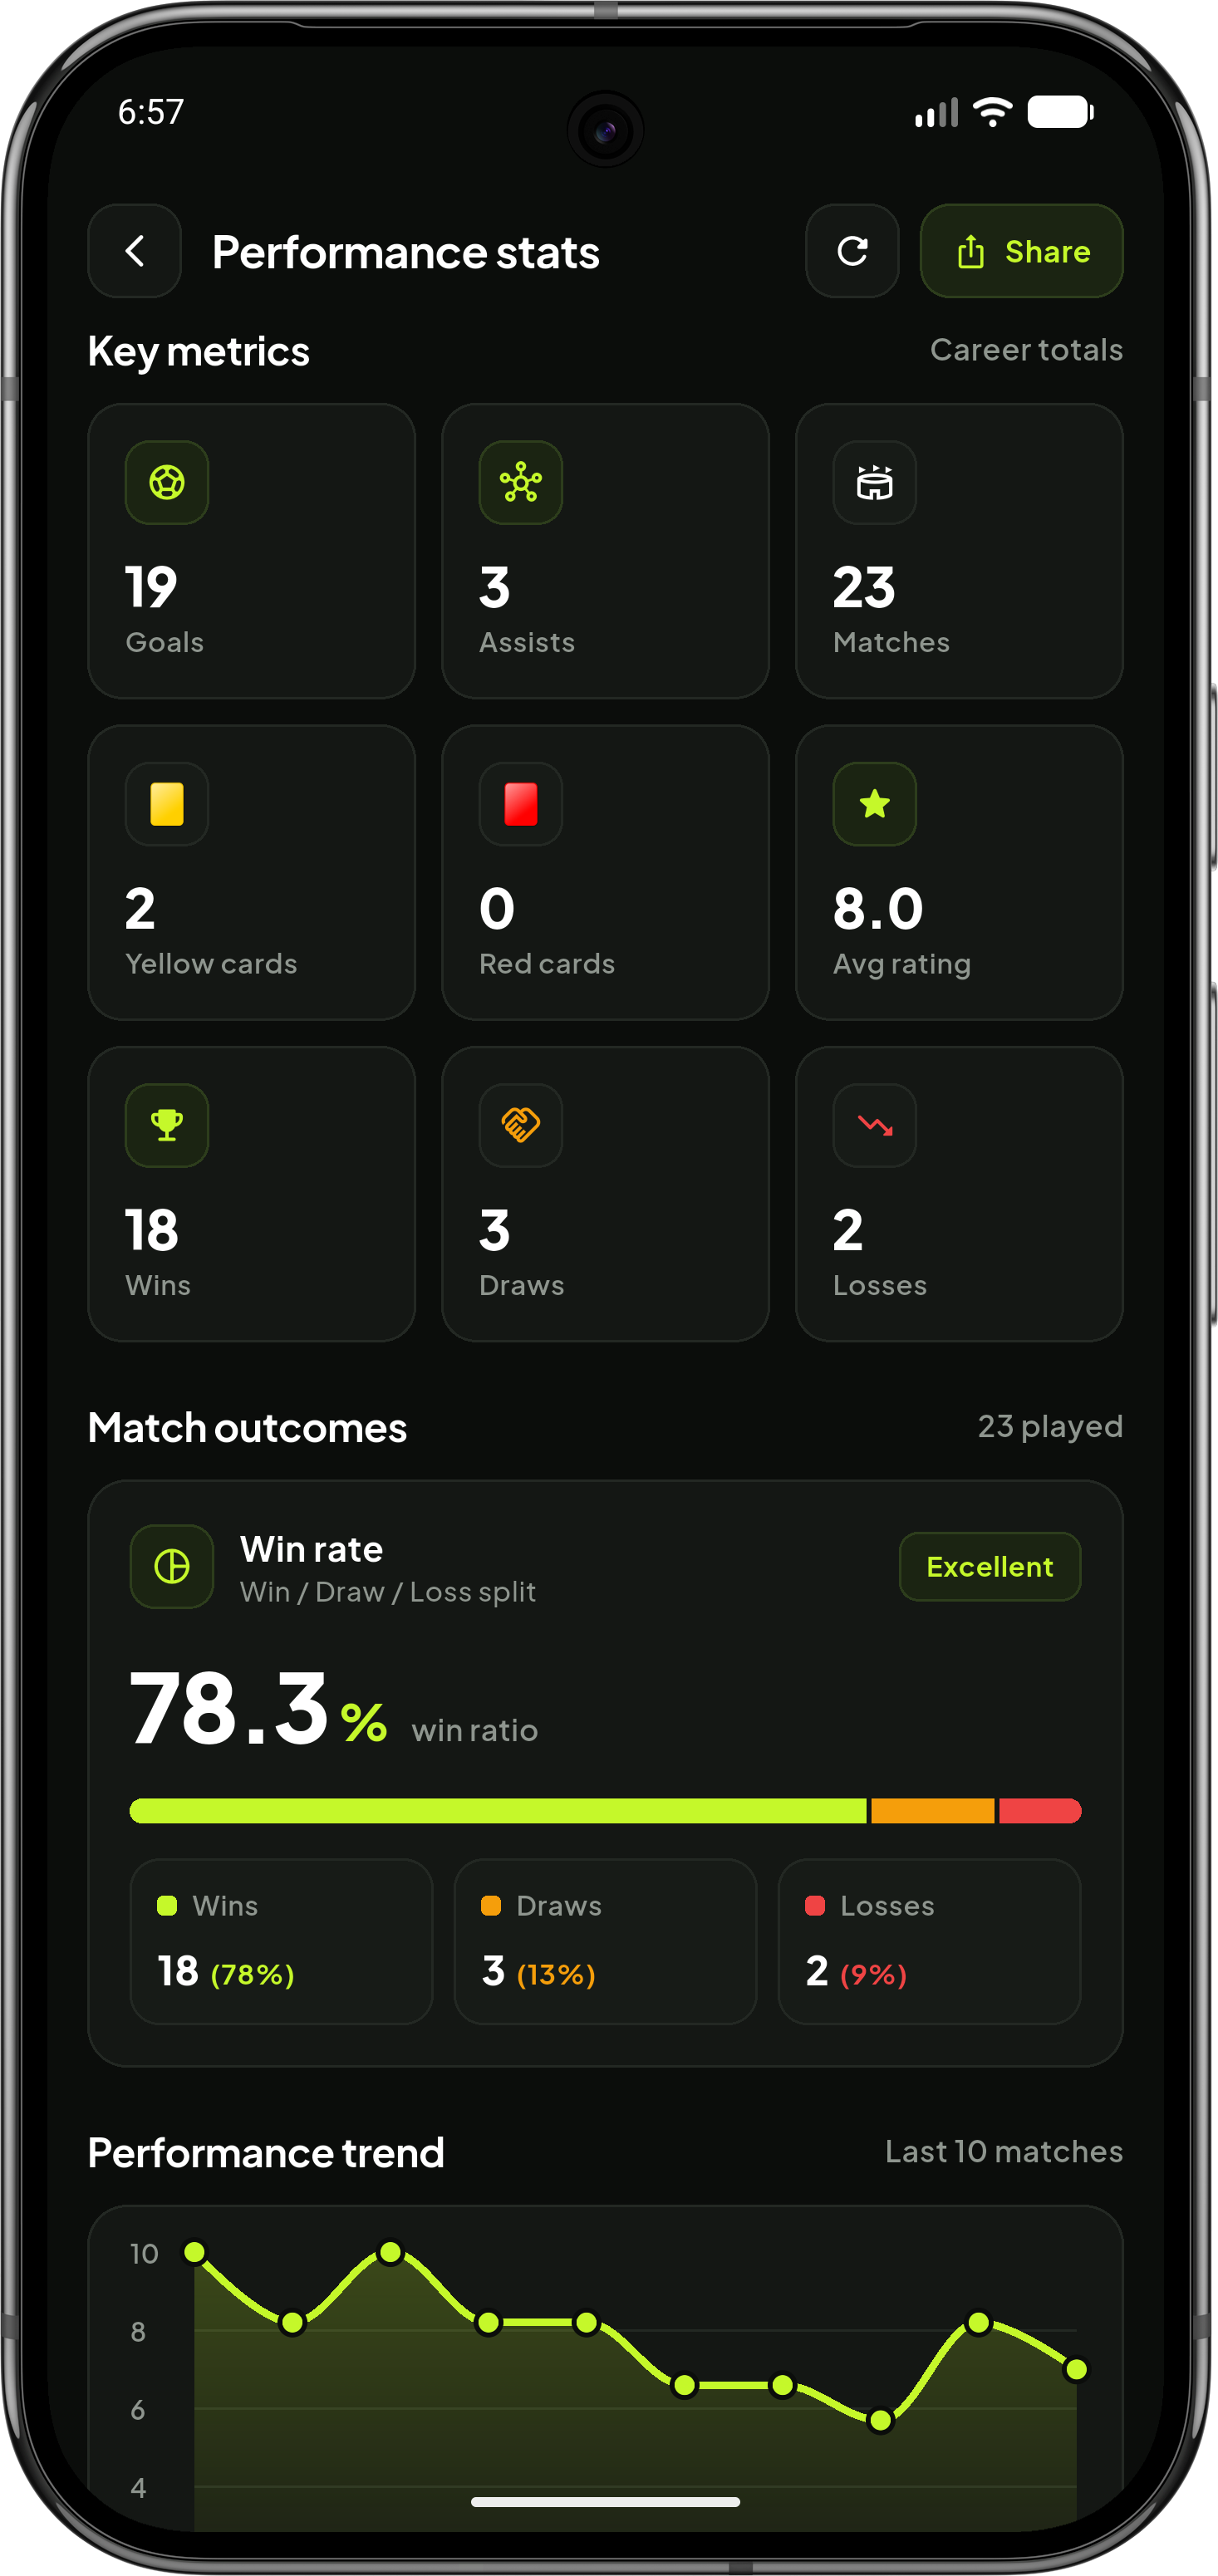 6:57
Performance stats
Share
Key metrics
Career totals
19
Goals
3
Assists
23
Matches
2
Yellow cards
0
Red cards
8.0
Avg rating
18
Wins
3
Draws
2
Losses
Match outcomes
23 played
Win rate
Win / Draw / Loss split
Excellent
78.3% win ratio
Wins
18 (78%)
Draws
3 (13%)
Losses
2 (9%)
Performance trend
Last 10 matches
10
8
6
4